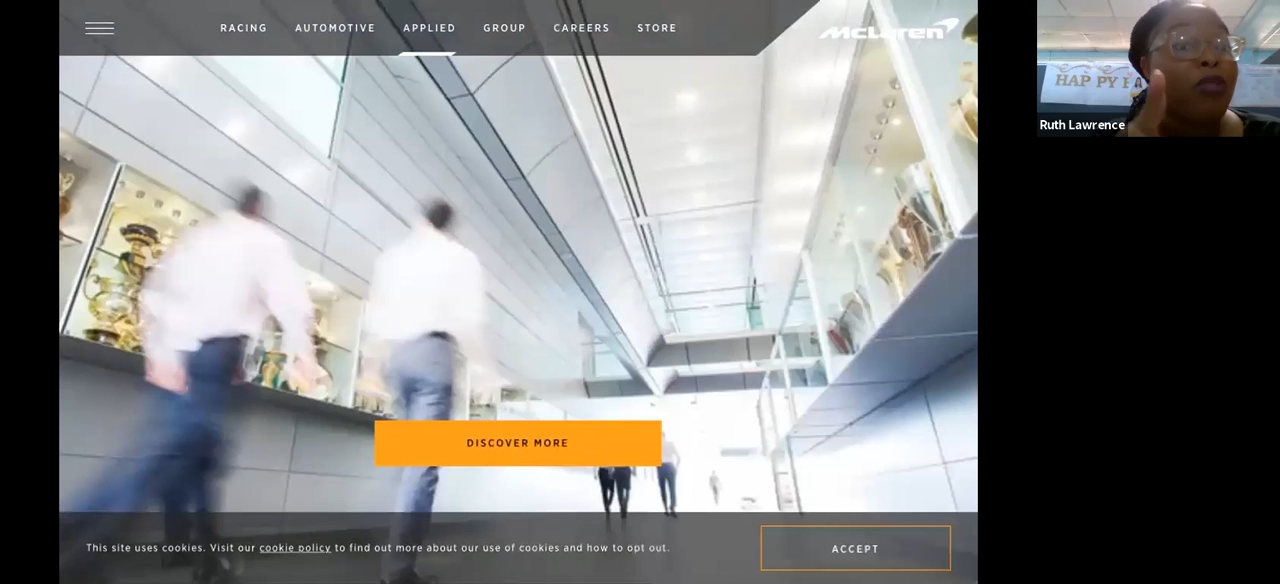 RACING AUTOMOTIVE APPLIED GROUP CAREERS STORE
McLaren
HAPPY
Ruth Lawrence
DISCOVER MORE
This site uses cookies. Visit our cookie policy to find out more about our use of cookies and how to opt out.
ACCEPT